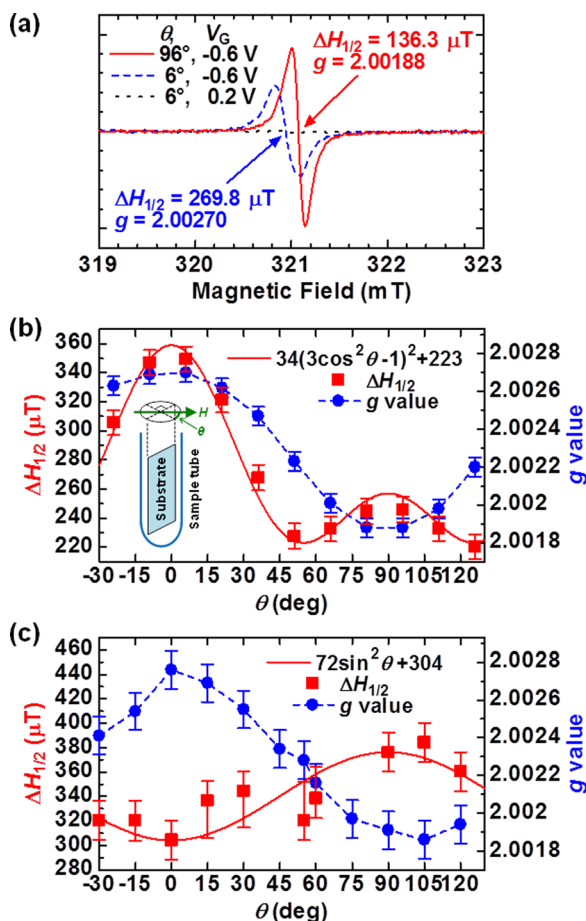 (a)
θ, V_G
96°, -0.6 V
6°, -0.6 V
6°, 0.2 V
ΔH_1/2 = 136.3 μT
g = 2.00188
ΔH_1/2 = 269.8 μT
g = 2.00270
319 320 321 322 323
Magnetic Field (mT)
(b)
ΔH_1/2 (μT)
360
340
320
300
280
260
240
220
34(3cos²θ-1)²+223
ΔH_1/2
g value
H
θ
Substrate
Sample tube
2.0028
2.0026
2.0022
2.002
2.0018
g value
-30 -15 0 15 30 45 60 75 90 105 120
θ (deg)
(c)
ΔH_1/2 (μT)
460
440
420
400
380
360
340
320
300
280
72sin²θ+304
ΔH_1/2
g value
2.0028
2.0026
2.0022
2.002
2.0018
g value
-30 -15 0 15 30 45 60 75 90 105 120
θ (deg)